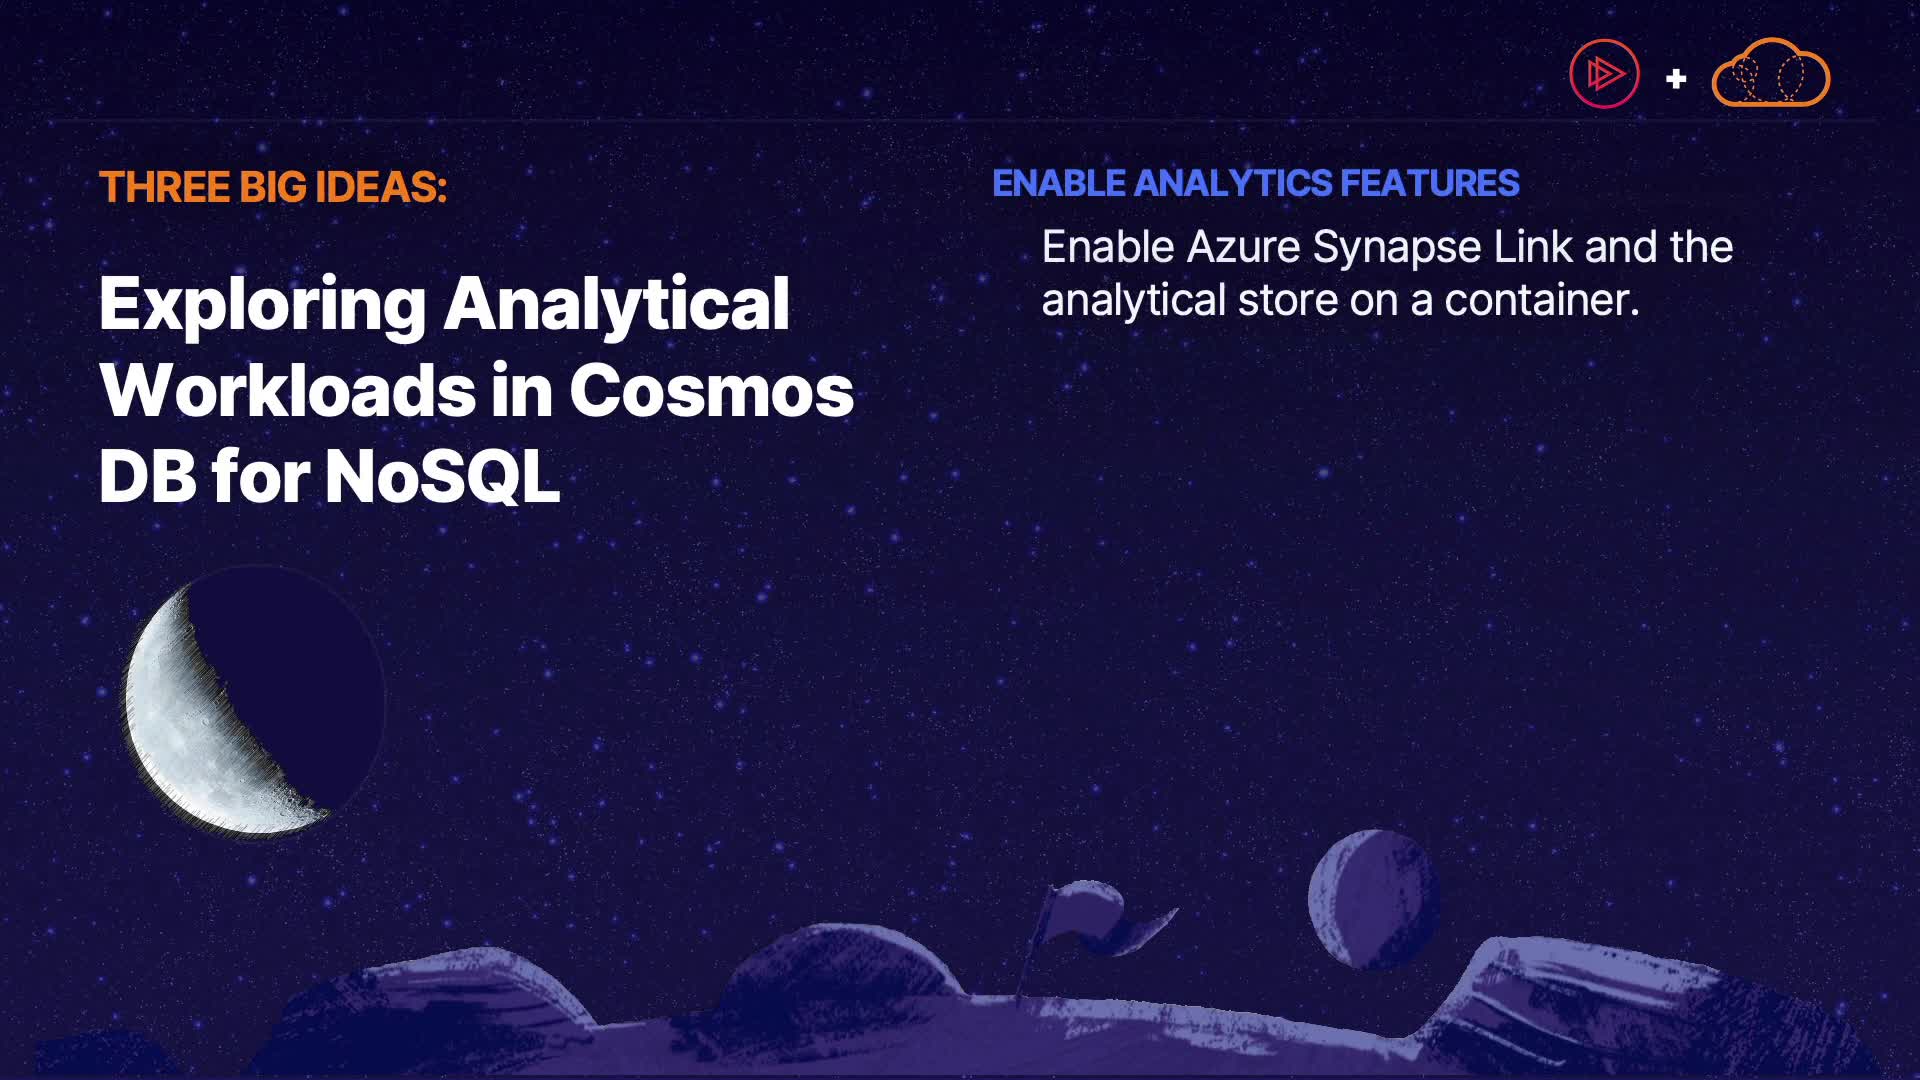 THREE BIG IDEAS:
Exploring Analytical
Workloads in Cosmos
DB for NoSQL
ENABLE ANALYTICS FEATURES
Enable Azure Synapse Link and the
analytical store on a container.
+